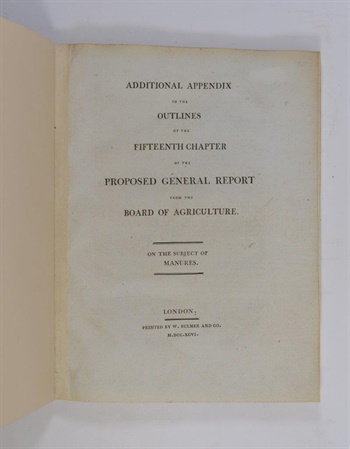 ADDITIONAL APPENDIX
TO THE
OUTLINES
OF THE
FIFTEENTH CHAPTER
OF THE
PROPOSED GENERAL REPORT
FROM THE
BOARD OF AGRICULTURE.
ON THE SUBJECT OF
MANURES.
LONDON:
PRINTED BY W. BULMER AND CO.
M.DCC.XCVI.